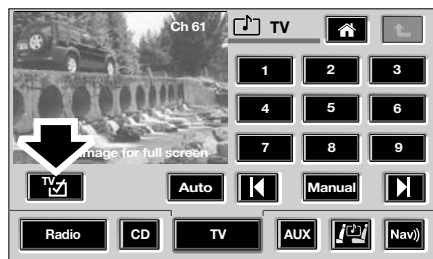 Ch 61
TV
1 2 3
4 5 6
7 8 9
mage for full screen
TV
Auto Manual
Radio CD TV AUX Nav))